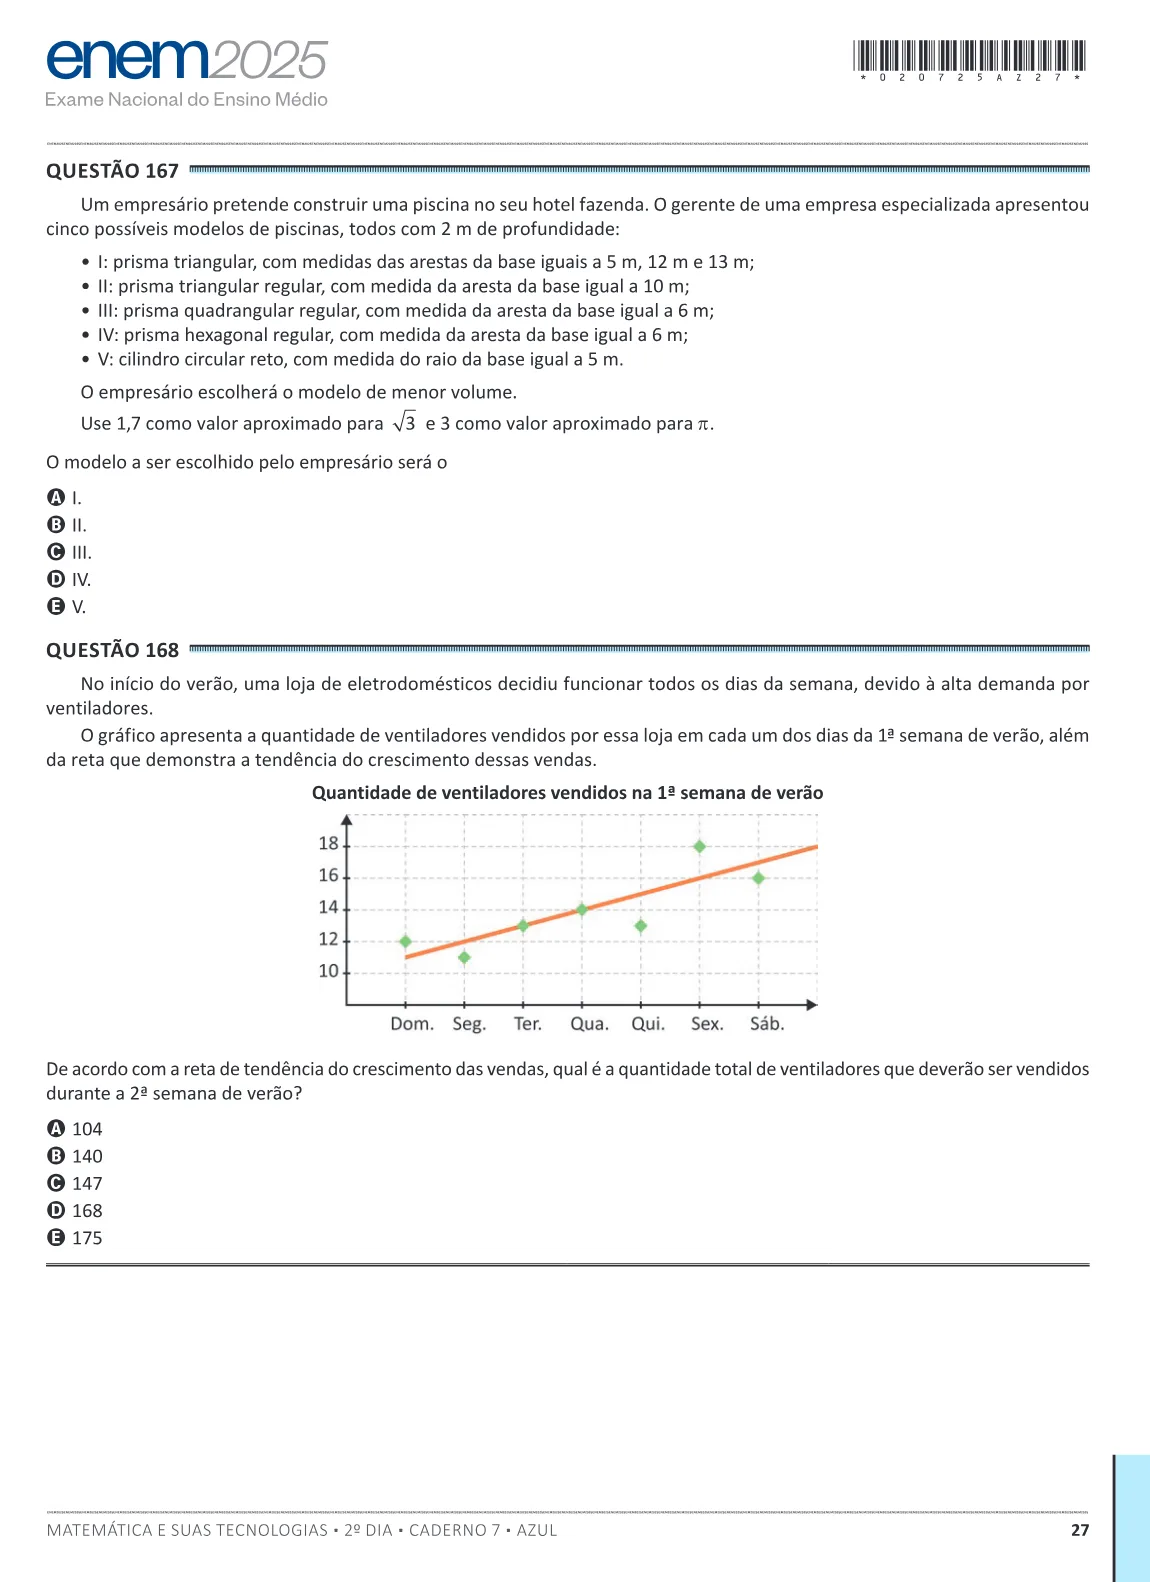 enem2025
Exame Nacional do Ensino Médio
*020725AZ27*
QUESTÃO 167
Um empresário pretende construir uma piscina no seu hotel fazenda. O gerente de uma empresa especializada apresentou
cinco possíveis modelos de piscinas, todos com 2 m de profundidade:
• I: prisma triangular, com medidas das arestas da base iguais a 5 m, 12 m e 13 m;
• II: prisma triangular regular, com medida da aresta da base igual a 10 m;
• III: prisma quadrangular regular, com medida da aresta da base igual a 6 m;
• IV: prisma hexagonal regular, com medida da aresta da base igual a 6 m;
• V: cilindro circular reto, com medida do raio da base igual a 5 m.
O empresário escolherá o modelo de menor volume.
Use 1,7 como valor aproximado para √3 e 3 como valor aproximado para π.
O modelo a ser escolhido pelo empresário será o
A I.
B II.
C III.
D IV.
E V.
QUESTÃO 168
No início do verão, uma loja de eletrodomésticos decidiu funcionar todos os dias da semana, devido à alta demanda por
ventiladores.
O gráfico apresenta a quantidade de ventiladores vendidos por essa loja em cada um dos dias da 1ª semana de verão, além
da reta que demonstra a tendência do crescimento dessas vendas.
Quantidade de ventiladores vendidos na 1ª semana de verão
18
16
14
12
10
Dom. Seg. Ter. Qua. Qui. Sex. Sáb.
De acordo com a reta de tendência do crescimento das vendas, qual é a quantidade total de ventiladores que deverão ser vendidos
durante a 2ª semana de verão?
A 104
B 140
C 147
D 168
E 175
MATEMÁTICA E SUAS TECNOLOGIAS • 2º DIA • CADERNO 7 • AZUL
27